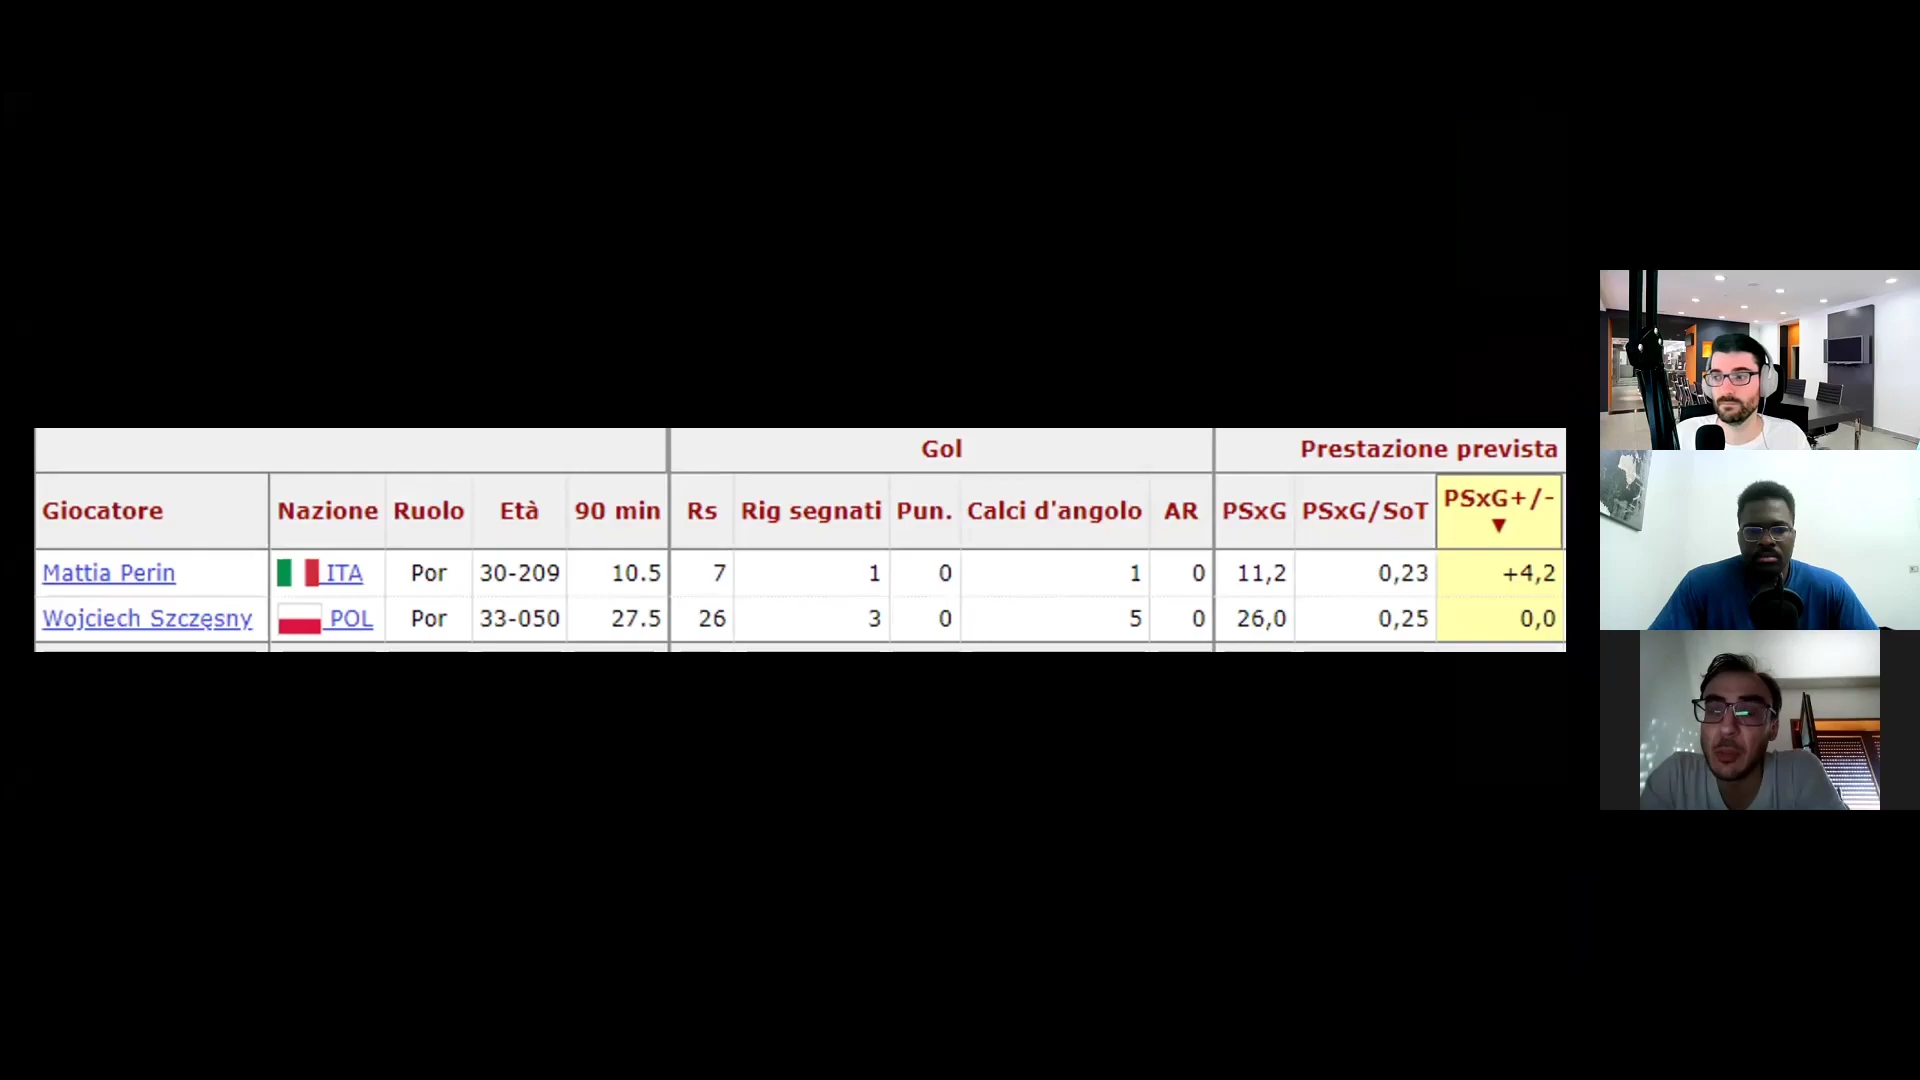 Gol Prestazione prevista
Giocatore Nazione Ruolo Età 90 min Rs Rig segnati Pun. Calci d'angolo AR PSxG PSxG/SoT PSxG+/- ▼
Mattia Perin ITA Por 30-209 10.5 7 1 0 1 0 11,2 0,23 +4,2
Wojciech Szczęsny POL Por 33-050 27.5 26 3 0 5 0 26,0 0,25 0,0